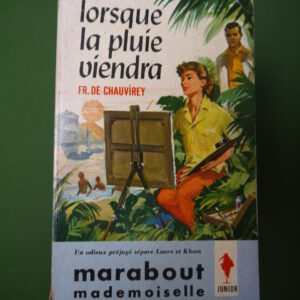 lorsque
la pluie
viendra
FR. DE CHAUVIREY
Un odieux préjugé sépare Laure et Kham
marabout
mademoiselle
JUNIOR